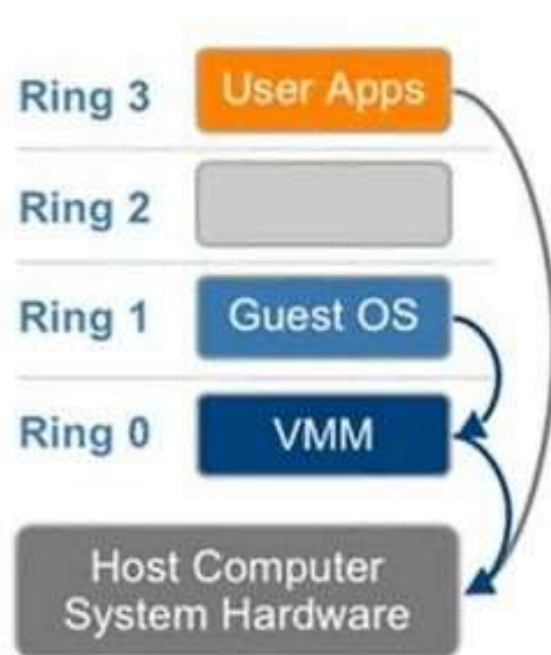 Ring 3 User Apps
Ring 2
Ring 1 Guest OS
Ring 0 VMM
Host Computer
System Hardware